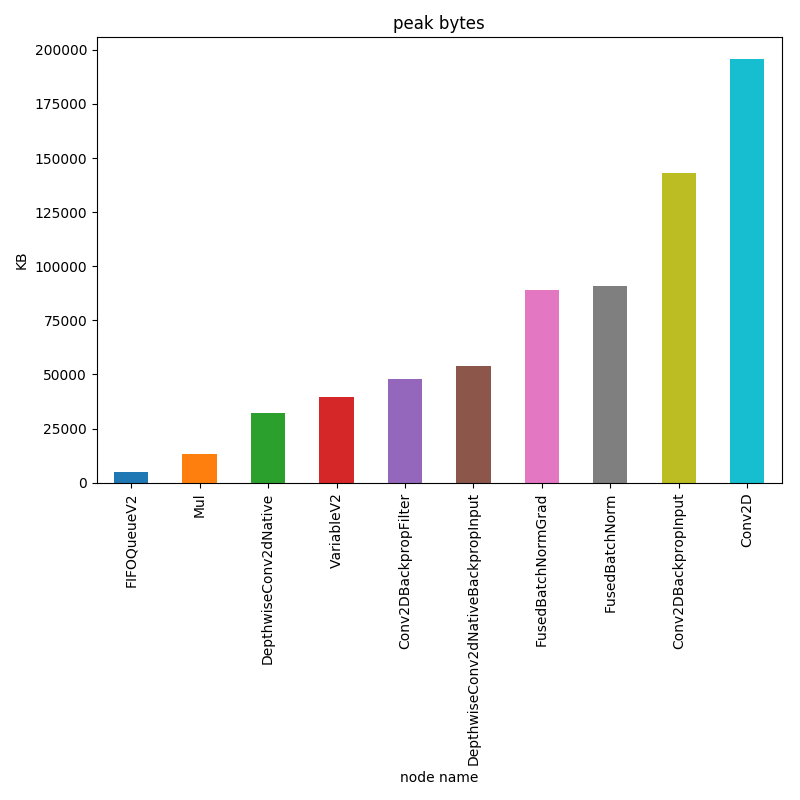 peak bytes
200000
175000
150000
125000
100000
75000
50000
25000
0
KB
FIFOQueueV2
Mul
DepthwiseConv2dNative
VariableV2
Conv2DBackpropFilter
DepthwiseConv2dNativeBackpropInput
FusedBatchNormGrad
FusedBatchNorm
Conv2DBackpropInput
Conv2D
node name